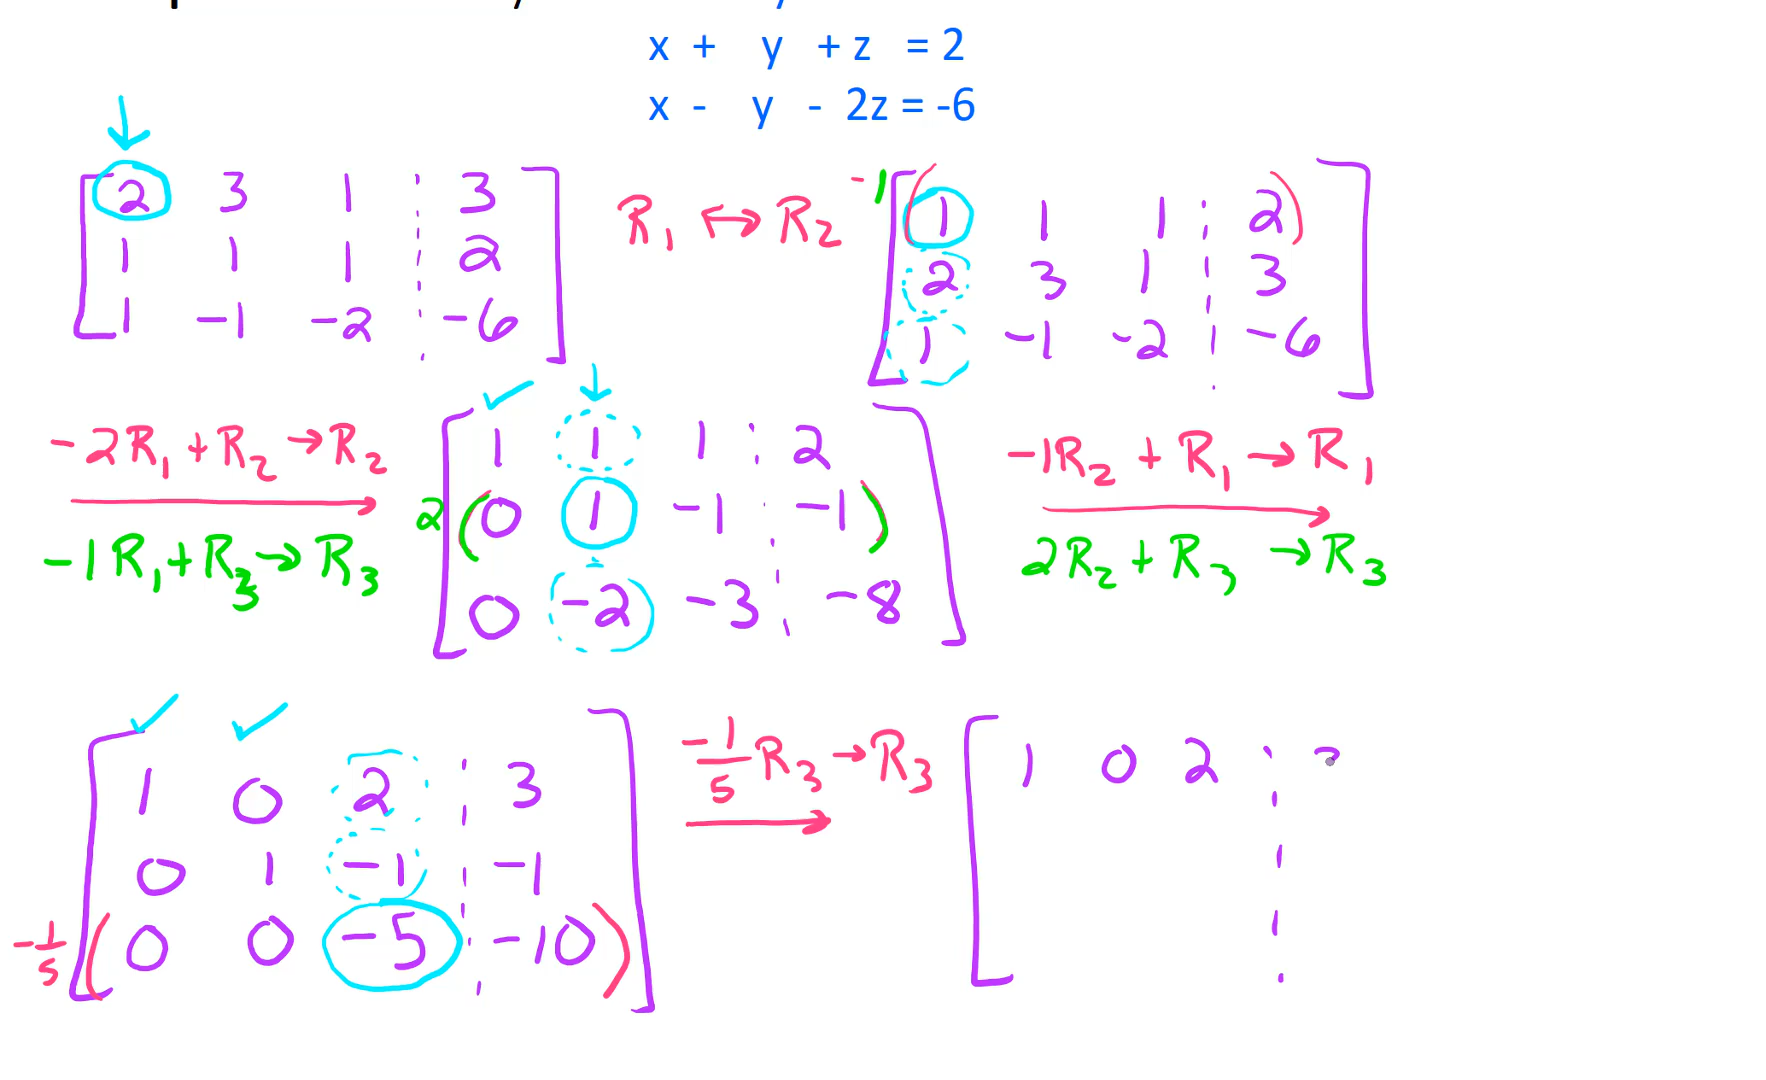 x + y + z = 2
x - y - 2z = -6
2 3 1 3
1 1 1 2
1 -1 -2 -6
R1 ↔ R2
-1
1 1 1 2
2 3 1 3
1 -1 -2 -6
-2R1 + R2 → R2
-1R1 + R3 → R3
1 1 1 2
2 (0 1 -1 -1)
0 -2 -3 -8
-1R2 + R1 → R1
2R2 + R3 → R3
1 0 2 3
0 1 -1 -1
-1/5 (0 0 -5 -10)
-1/5 R3 → R3
1 0 2